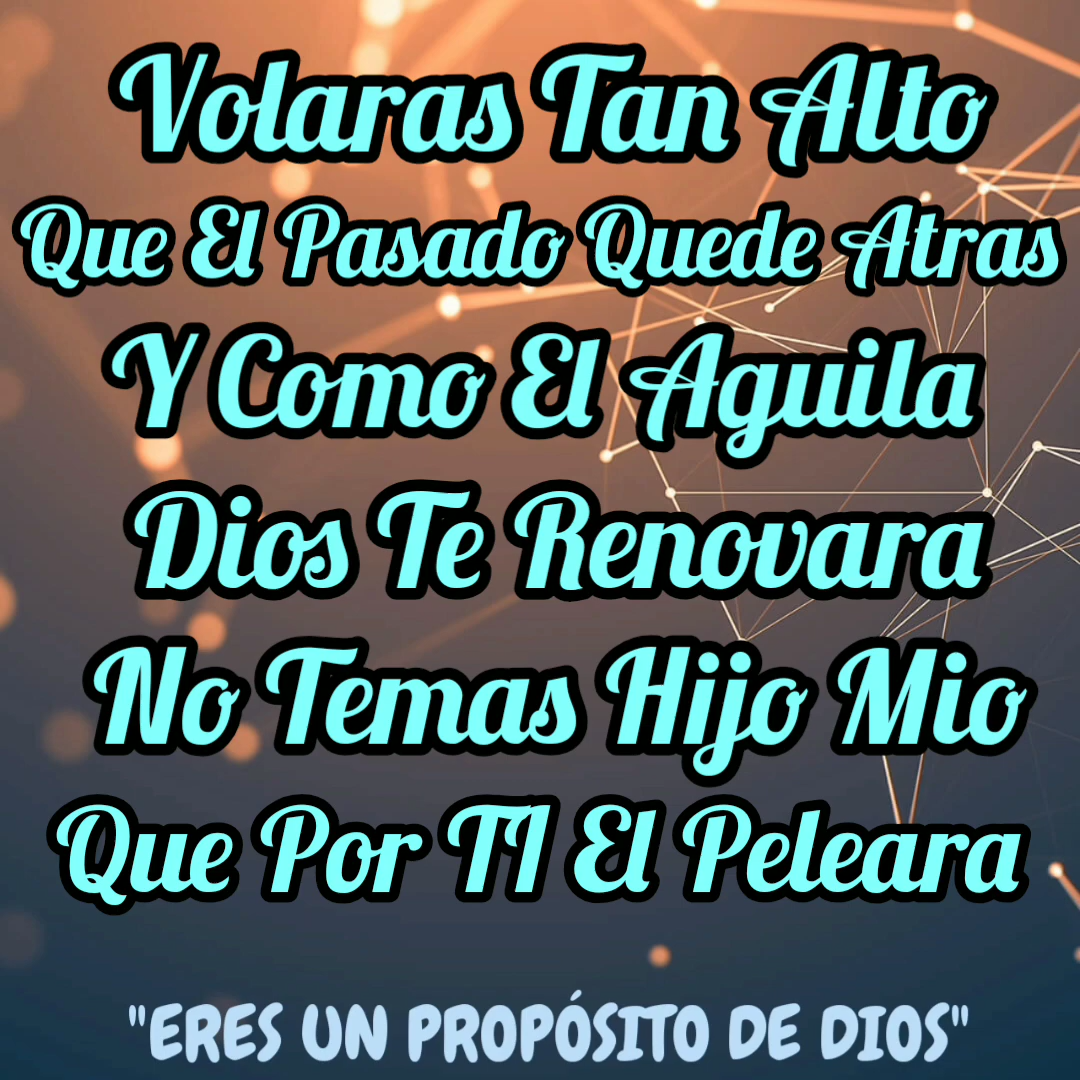 Volaras Tan Alto
Que El Pasado Quede Atras
Y Como El Aguila
Dios Te Renovara
No Temas Hijo Mio
Que Por TI El Peleara
"ERES UN PROPÓSITO DE DIOS"